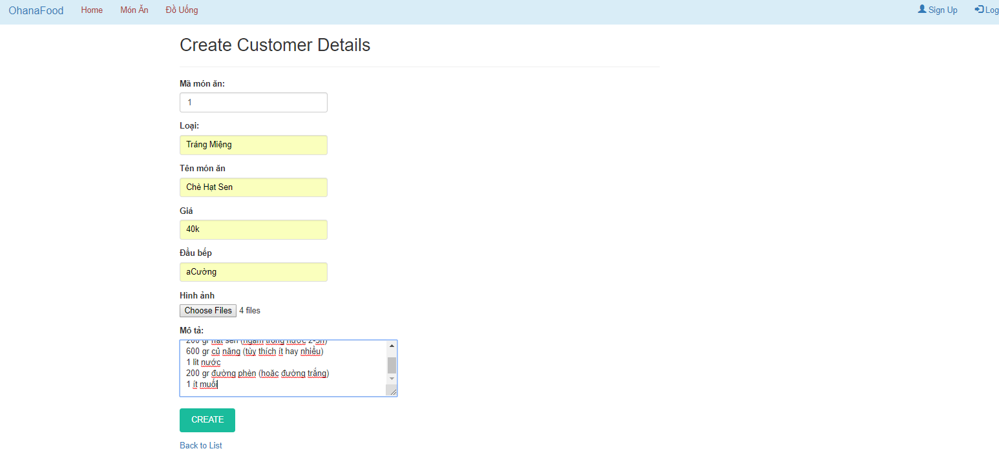 OhanaFood Home Món Ăn Đồ Uống Sign Up Log
Create Customer Details
Mã món ăn:
1
Loại:
Tráng Miệng
Tên món ăn
Chè Hạt Sen
Giá
40k
Đầu bếp
aCường
Hình ảnh
Choose Files 4 files
Mô tả:
200 gr hạt sen (ngâm trong nước 2-3h)
600 gr củ năng (tùy thích ít hay nhiều)
1 lit nước
200 gr đường phèn (hoặc đường trắng)
1 ít muối
CREATE
Back to List